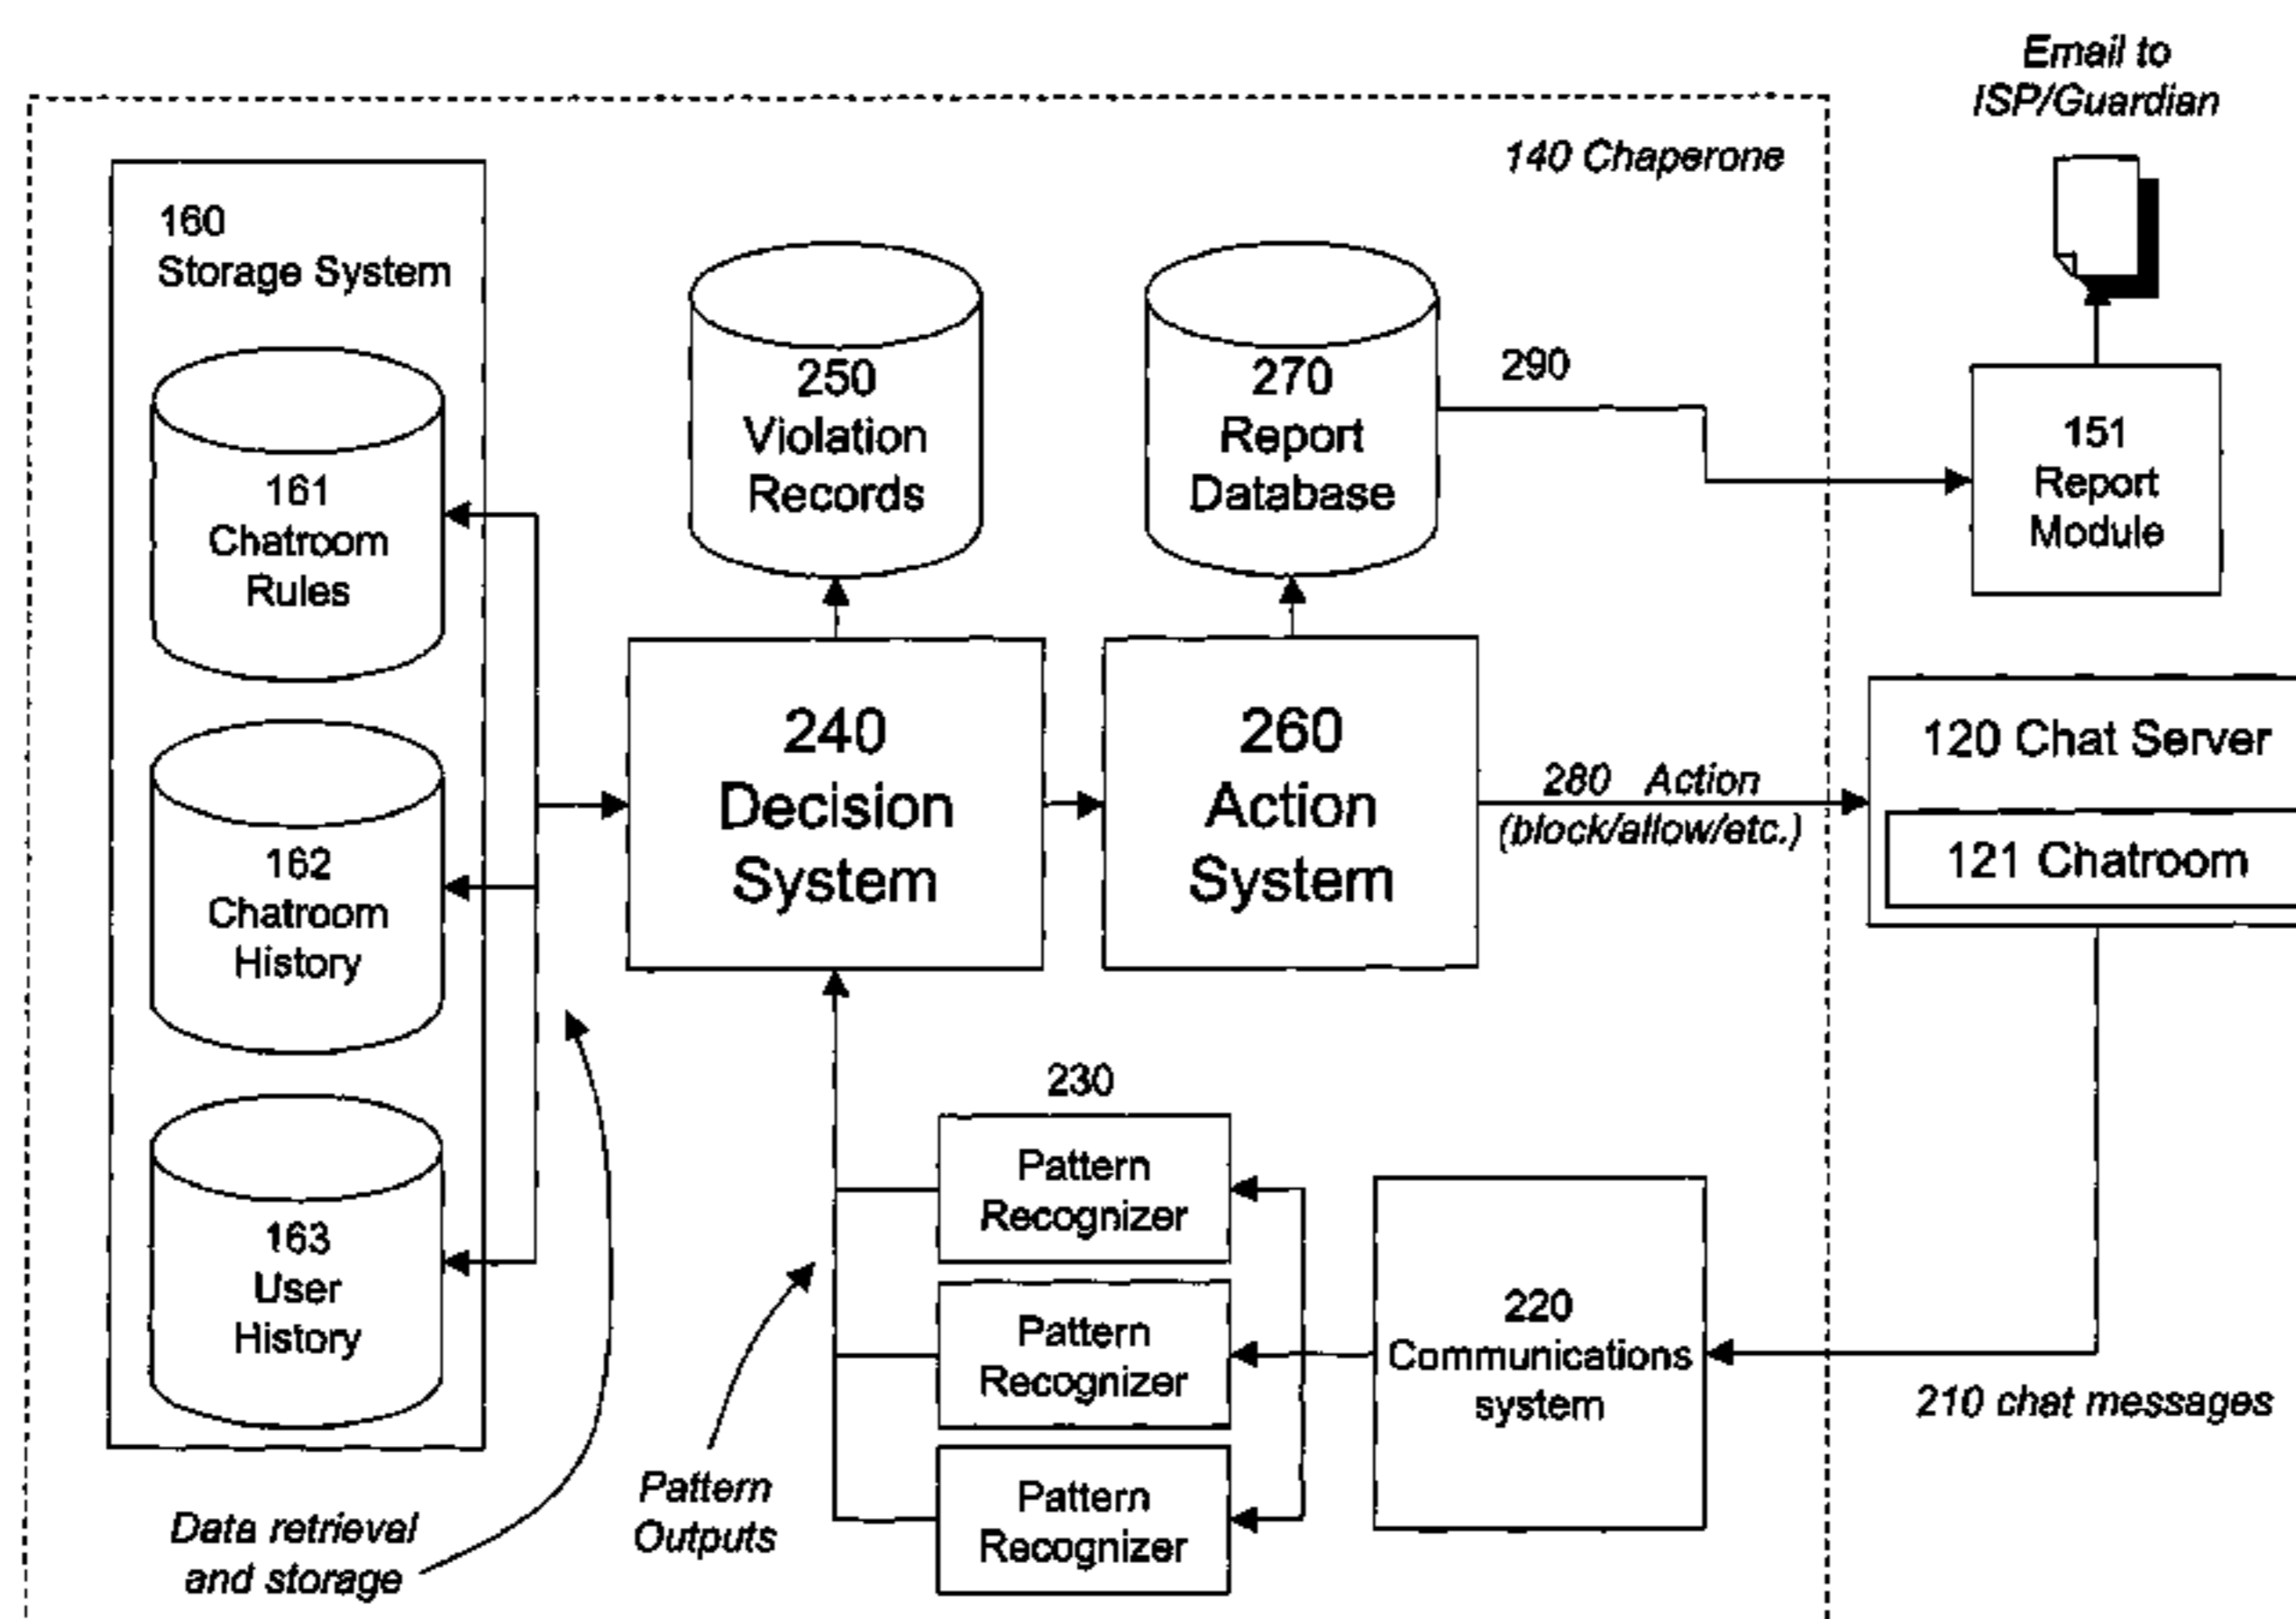 Email to
ISP/Guardian
140 Chaperone
160
Storage System
161
Chatroom
Rules
162
Chatroom
History
163
User
History
250
Violation
Records
270
Report
Database
290
151
Report
Module
240
Decision
System
260
Action
System
280 Action
(block/allow/etc.)
120 Chat Server
121 Chatroom
230
Pattern
Recognizer
Pattern
Recognizer
Pattern
Recognizer
220
Communications
system
210 chat messages
Pattern
Outputs
Data retrieval
and storage